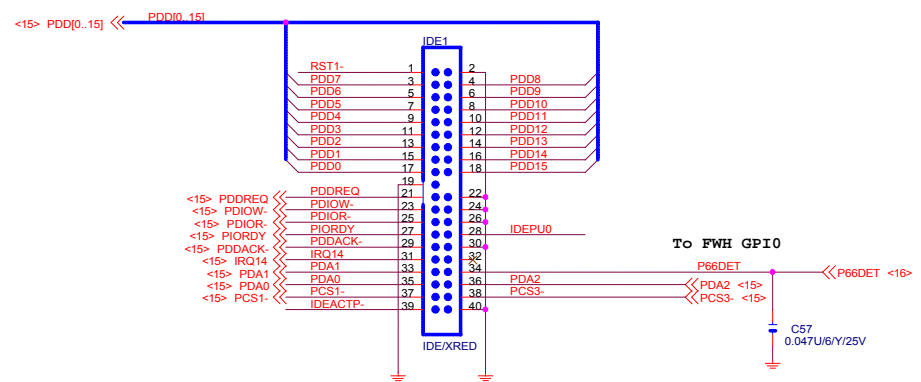 <15> PDD[0..15] PDD[0..15]
IDE1
RST1- 1 2
PDD7 3 4 PDD8
PDD6 5 6 PDD9
PDD5 7 8 PDD10
PDD4 9 10 PDD11
PDD3 11 12 PDD12
PDD2 13 14 PDD13
PDD1 15 16 PDD14
PDD0 17 18 PDD15
19
<15> PDDREQ PDDREQ 21 22
<15> PDIOW- PDIOW- 23 24
<15> PDIOR- PDIOR- 25 26
<15> PIORDY PIORDY 27 28 IDEPU0
<15> PDDACK- PDDACK- 29 30
<15> IRQ14 IRQ14 31 32
To FWH GPI0
<15> PDA1 PDA1 33 34 P66DET P66DET <16>
<15> PDA0 PDA0 35 36 PDA2 PDA2 <15>
<15> PCS1- PCS1- 37 38 PCS3- PCS3- <15>
IDEACTP- 39 40
C57
0.047U/6/Y/25V
IDE/XRED